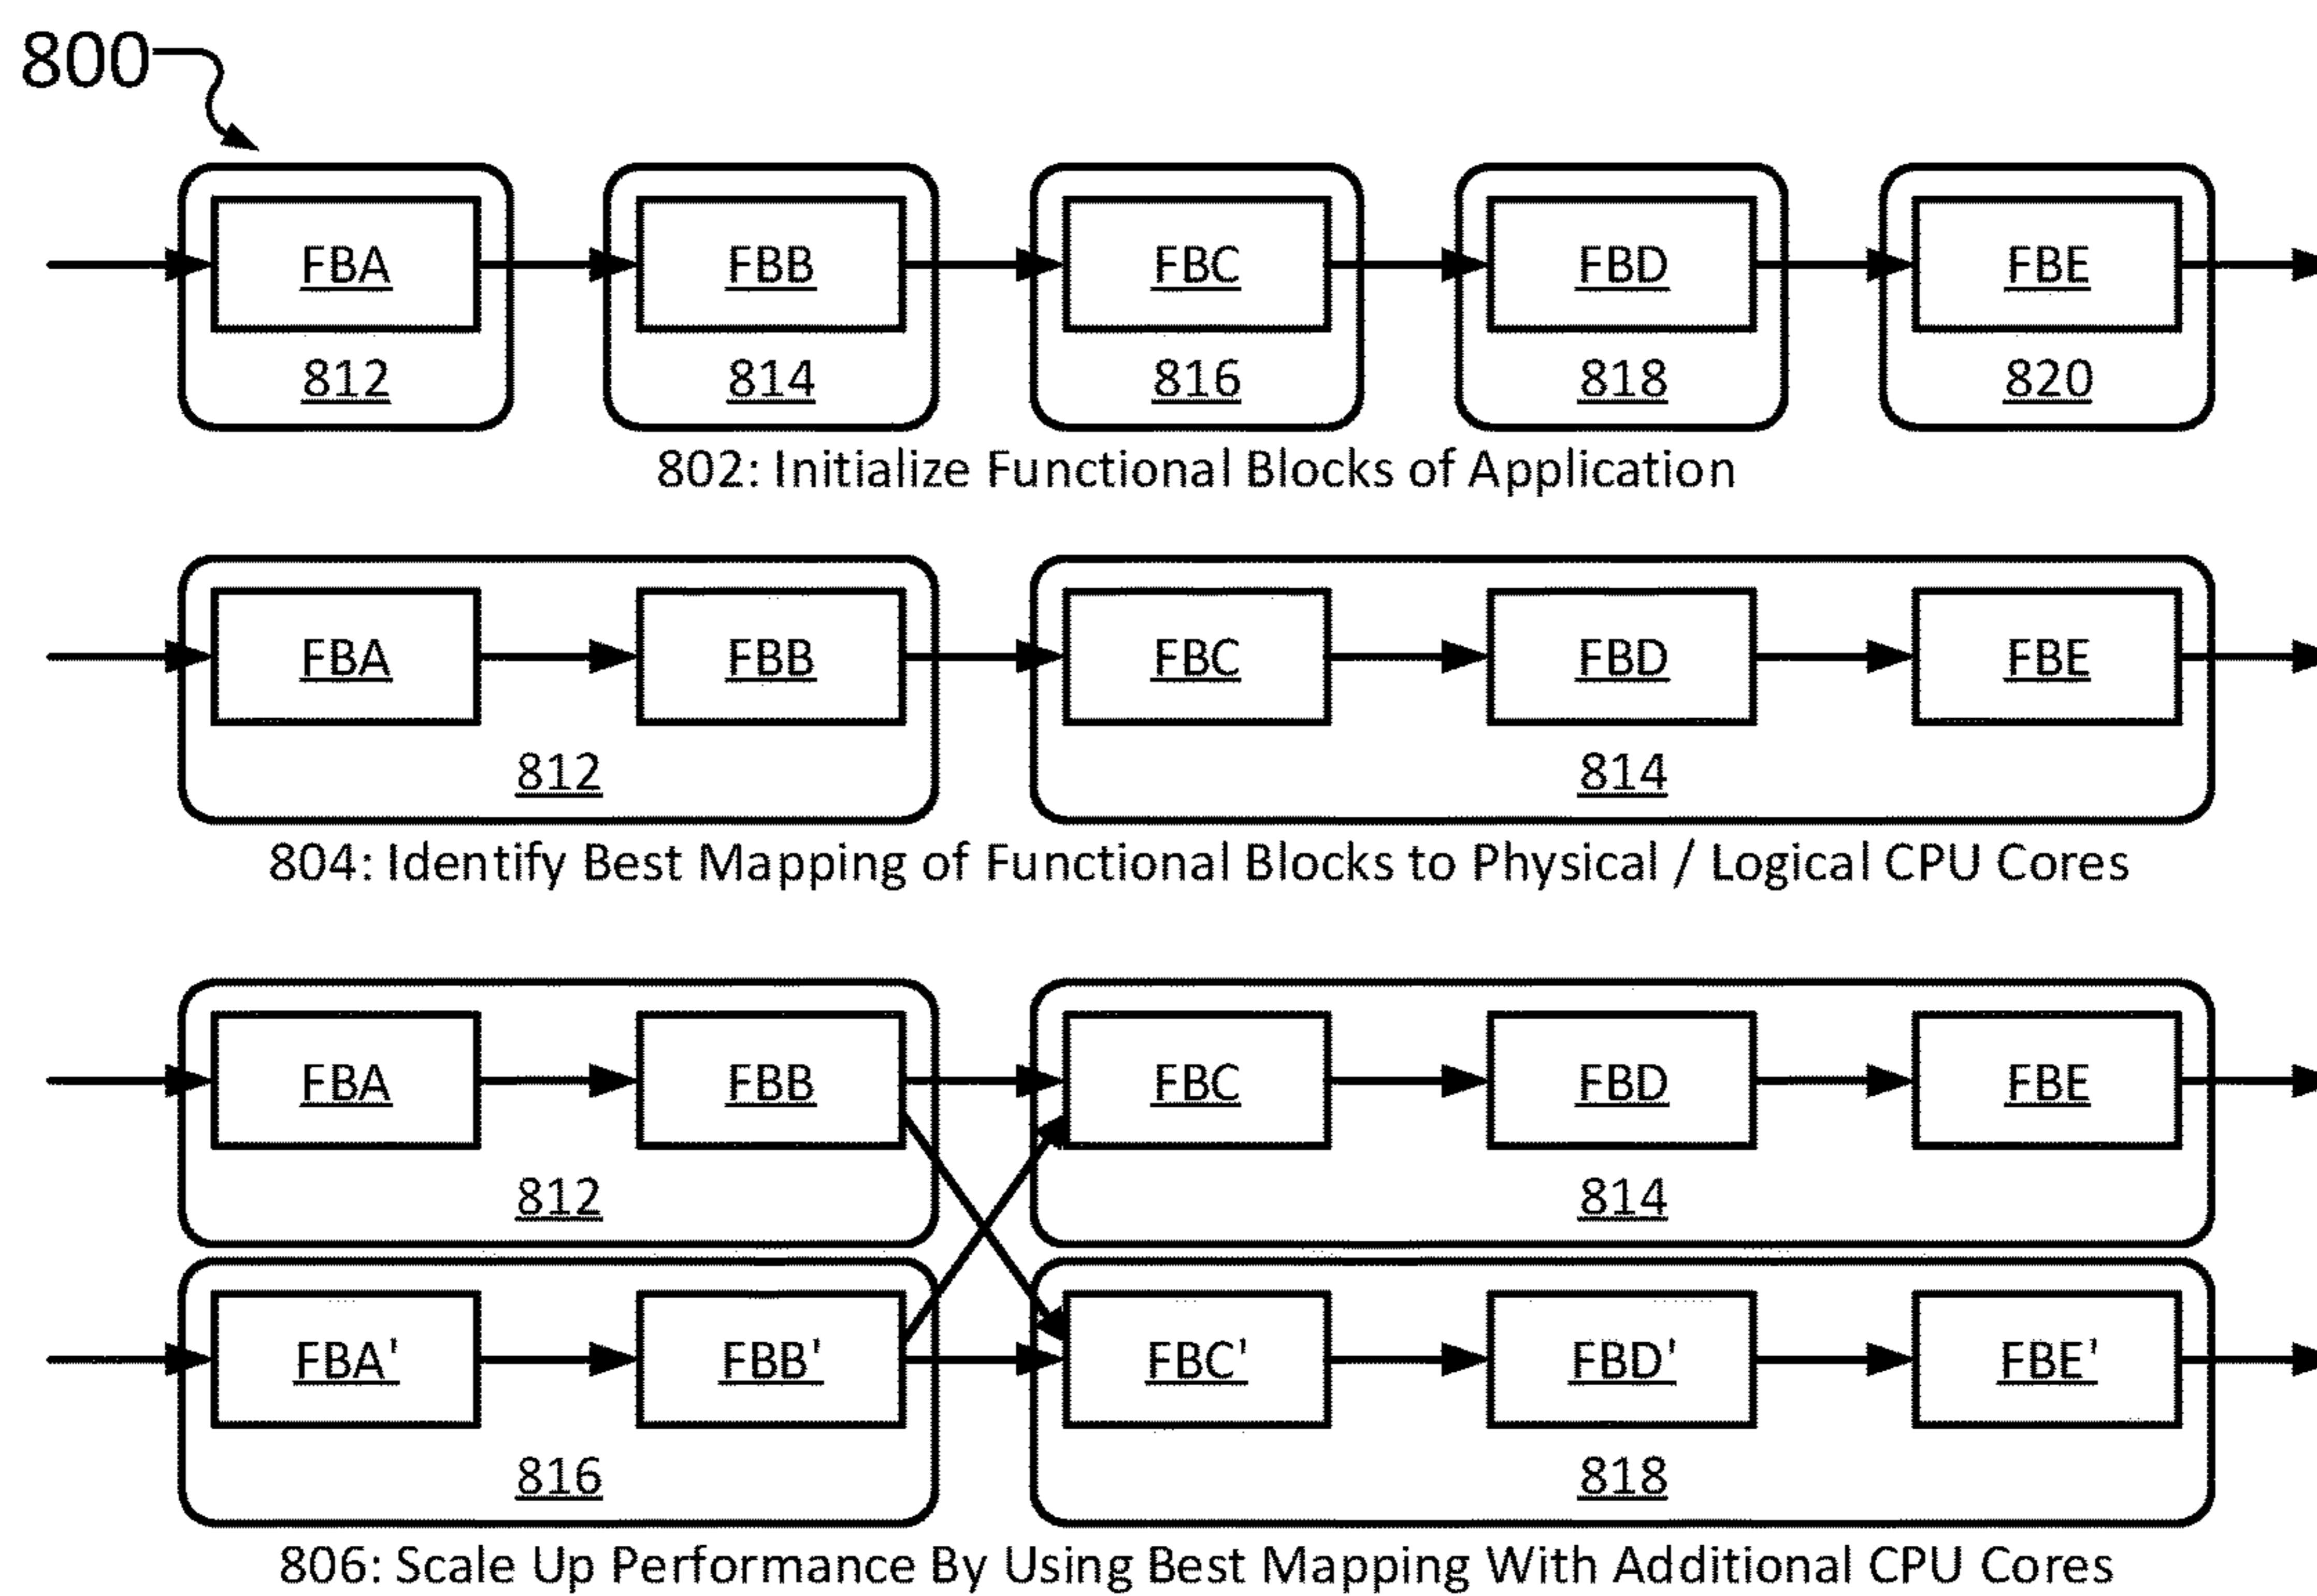 800
FBA FBB FBC FBD FBE
812 814 816 818 820
802: Initialize Functional Blocks of Application
FBA FBB FBC FBD FBE
812 814
804: Identify Best Mapping of Functional Blocks to Physical / Logical CPU Cores
FBA FBB FBC FBD FBE
812 814
FBA' FBB' FBC' FBD' FBE'
816 818
806: Scale Up Performance By Using Best Mapping With Additional CPU Cores